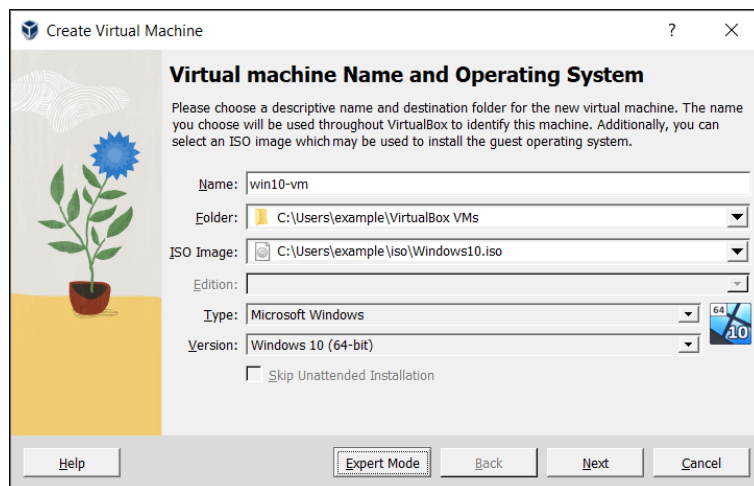 Create Virtual Machine
?
Virtual machine Name and Operating System
Please choose a descriptive name and destination folder for the new virtual machine. The name
you choose will be used throughout VirtualBox to identify this machine. Additionally, you can
select an ISO image which may be used to install the guest operating system.
Name: win10-vm
Folder: C:\Users\example\VirtualBox VMs
ISO Image: C:\Users\example\iso\Windows10.iso
Edition:
Type: Microsoft Windows
64
10
Version: Windows 10 (64-bit)
Skip Unattended Installation
Help Expert Mode Back Next Cancel